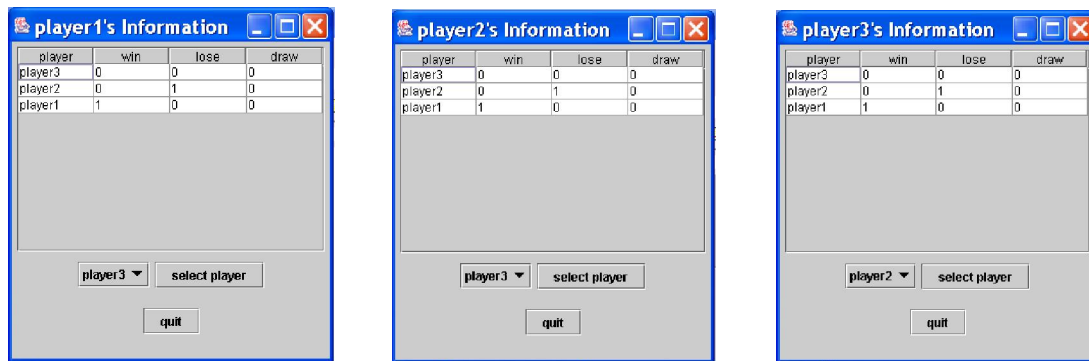 player1's Information
player win lose draw
player3 0 0 0
player2 0 1 0
player1 1 0 0
player3 select player
quit
player2's Information
player win lose draw
player3 0 0 0
player2 0 1 0
player1 1 0 0
player3 select player
quit
player3's Information
player win lose draw
player3 0 0 0
player2 0 1 0
player1 1 0 0
player2 select player
quit